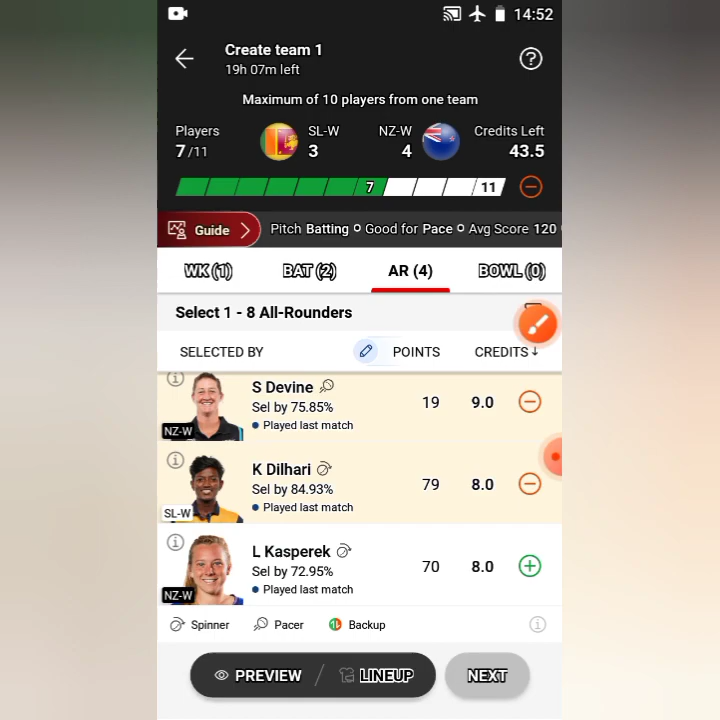 14:52
Create team 1
19h 07m left
Maximum of 10 players from one team
Players SL-W NZ-W Credits Left
7/11 3 4 43.5
7 11
Guide Pitch Batting Good for Pace Avg Score 120
WK (1) BAT (2) AR (4) BOWL (0)
Select 1 - 8 All-Rounders
SELECTED BY POINTS CREDITS↓
S Devine
Sel by 75.85% 19 9.0
Played last match
NZ-W
K Dilhari
Sel by 84.93% 79 8.0
Played last match
SL-W
L Kasperek
Sel by 72.95% 70 8.0
Played last match
NZ-W
Spinner Pacer Backup
PREVIEW / LINEUP NEXT